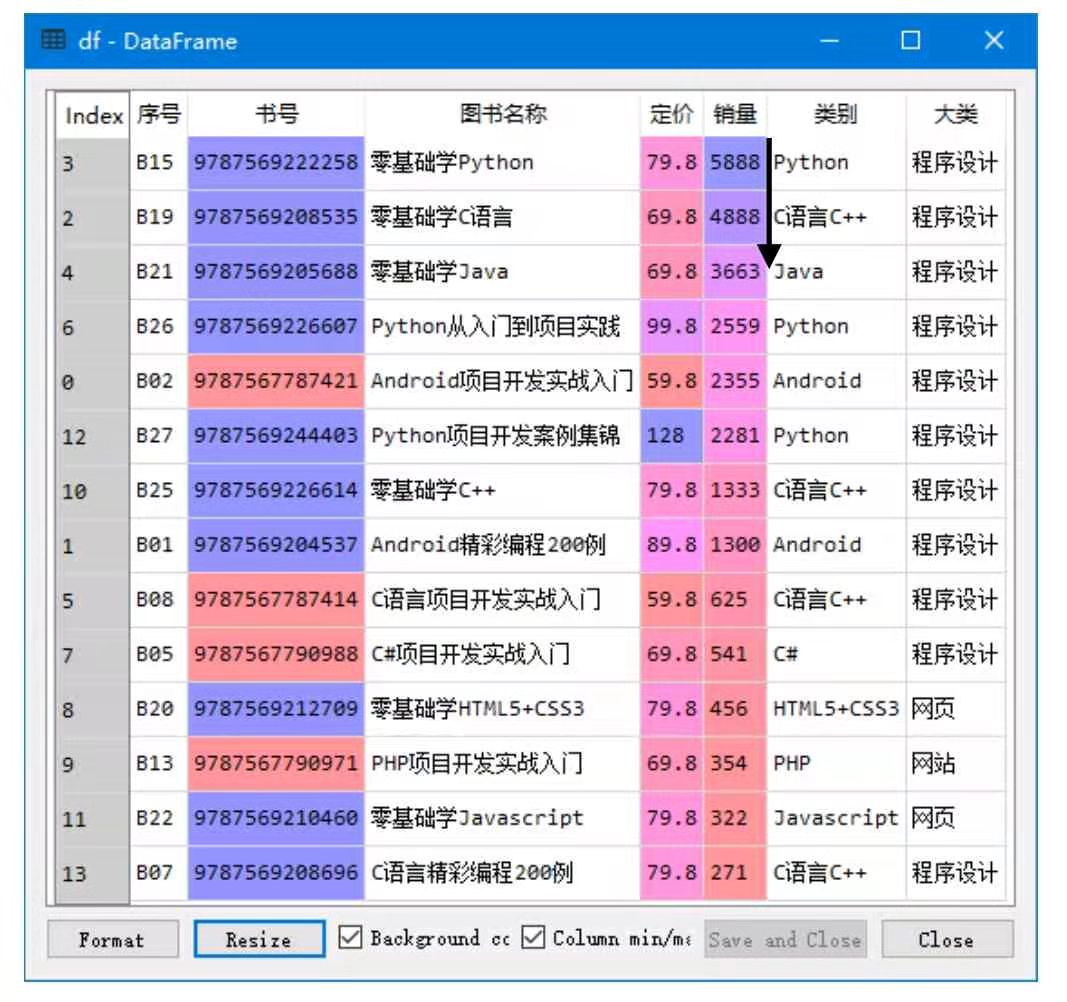 df - DataFrame
Index 序号 书号 图书名称 定价 销量 类别 大类
3 B15 9787569222258 零基础学Python 79.8 5888 Python 程序设计
2 B19 9787569208535 零基础学C语言 69.8 4888 C语言C++ 程序设计
4 B21 9787569205688 零基础学Java 69.8 3663 Java 程序设计
6 B26 9787569226607 Python从入门到项目实践 99.8 2559 Python 程序设计
0 B02 9787567787421 Android项目开发实战入门 59.8 2355 Android 程序设计
12 B27 9787569244403 Python项目开发案例集锦 128 2281 Python 程序设计
10 B25 9787569226614 零基础学C++ 79.8 1333 C语言C++ 程序设计
1 B01 9787569204537 Android精彩编程200例 89.8 1300 Android 程序设计
5 B08 9787567787414 C语言项目开发实战入门 59.8 625 C语言C++ 程序设计
7 B05 9787567790988 C#项目开发实战入门 69.8 541 C# 程序设计
8 B20 9787569212709 零基础学HTML5+CSS3 79.8 456 HTML5+CSS3 网页
9 B13 9787567790971 PHP项目开发实战入门 69.8 354 PHP 网站
11 B22 9787569210460 零基础学Javascript 79.8 322 Javascript 网页
13 B07 9787569208696 C语言精彩编程200例 79.8 271 C语言C++ 程序设计
Format Resize Background Column Save and Close Close